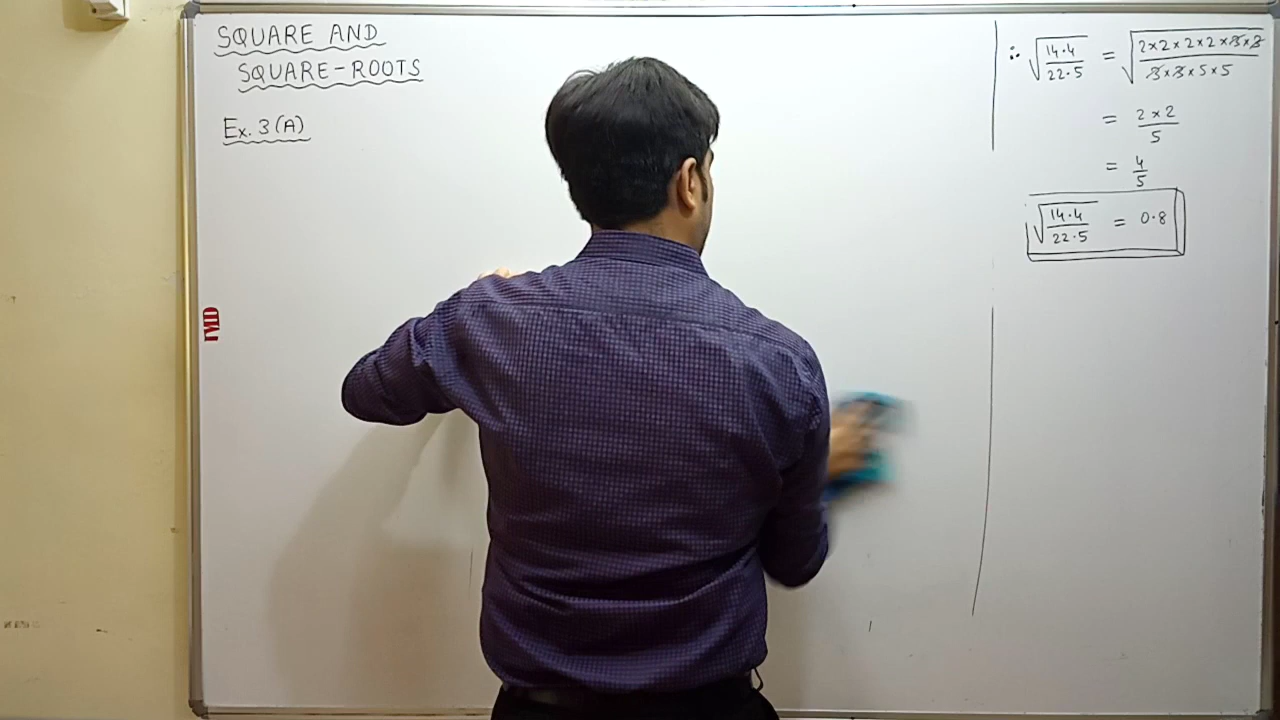 SQUARE AND
SQUARE-ROOTS
Ex. 3(A)
∴ √(14.4/22.5) = √(2×2×2×2×3×3/3×3×5×5)
= 2×2/5
= 4/5
√(14.4/22.5) = 0.8